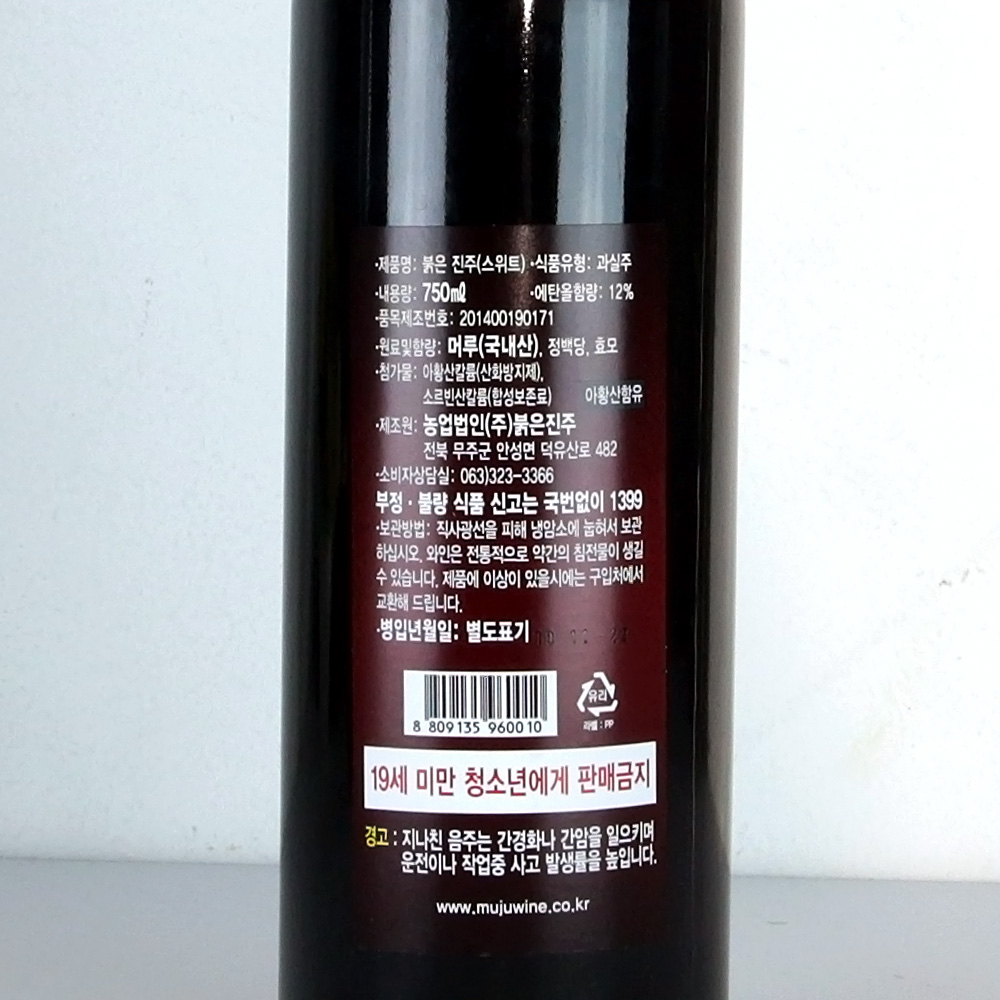 ·제품명: 붉은 진주(스위트) ·식품유형: 과실주
·내용량: 750㎖ ·에탄올함량: 12%
·품목제조번호: 201400190171
·원료및함량: 머루(국내산), 정백당, 효모
·첨가물: 아황산칼륨(산화방지제),
소르빈산칼륨(합성보존료) 아황산함유
·제조원: 농업법인(주)붉은진주
전북 무주군 안성면 덕유산로 482
·소비자상담실: 063)323-3366
부정·불량 식품 신고는 국번없이 1399
·보관방법: 직사광선을 피해 냉암소에 눕혀서 보관
하십시오. 와인은 전통적으로 약간의 침전물이 생길
수 있습니다. 제품에 이상이 있을시에는 구입처에서
교환해 드립니다.
·병입년월일: 별도표기
8 809135 960010
유리
라벨 : PP
19세 미만 청소년에게 판매금지
경고 : 지나친 음주는 간경화나 간암을 일으키며
운전이나 작업중 사고 발생률을 높입니다.
www.mujuwine.co.kr